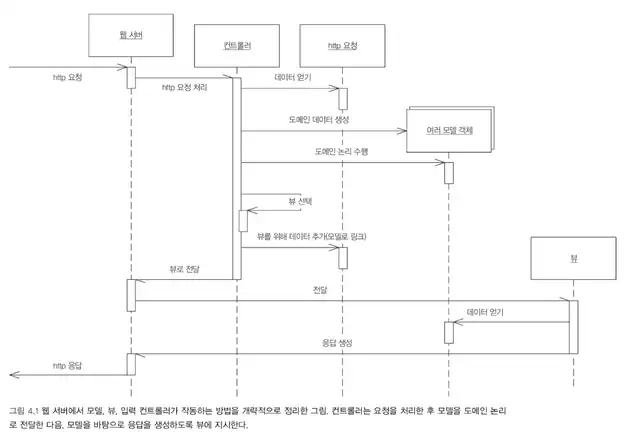 웹 서버
컨트롤러
http 요청
http 요청
http 요청 처리
데이터 얻기
도메인 데이터 생성
여러 모델 객체
도메인 논리 수행
뷰 선택
뷰를 위해 데이터 추가(모델로 링크)
뷰
뷰로 전달
전달
데이터 얻기
응답 생성
http 응답
그림 4.1 웹 서버에서 모델, 뷰, 입력 컨트롤러가 작동하는 방법을 개략적으로 정리한 그림. 컨트롤러는 요청을 처리한 후 모델을 도메인 논리
로 전달한 다음, 모델을 바탕으로 응답을 생성하도록 뷰에 지시한다.